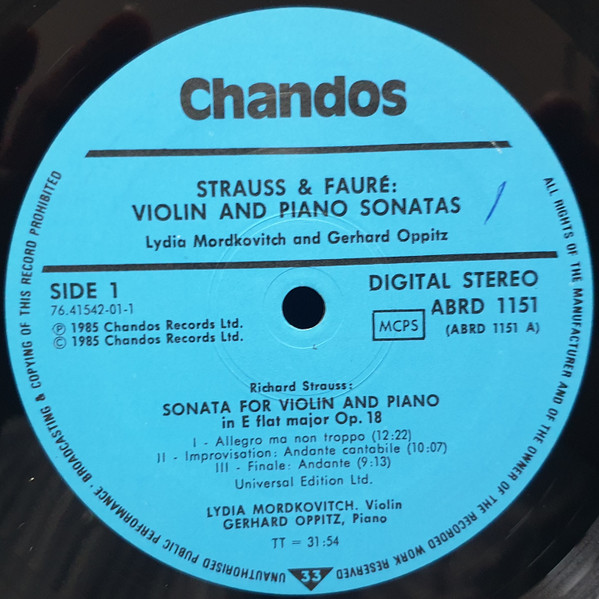 Chandos
STRAUSS & FAURÉ:
VIOLIN AND PIANO SONATAS
Lydia Mordkovitch and Gerhard Oppitz
SIDE 1
76.41542-01-1
Ⓟ 1985 Chandos Records Ltd.
© 1985 Chandos Records Ltd.
DIGITAL STEREO
MCPS
ABRD 1151
(ABRD 1151 A)
Richard Strauss:
SONATA FOR VIOLIN AND PIANO
in E flat major Op. 18
I - Allegro ma non troppo (12:22)
II - Improvisation: Andante cantabile (10:07)
III - Finale: Andante (9:13)
Universal Edition Ltd.
LYDIA MORDKOVITCH. Violin
GERHARD OPPITZ, Piano
TT = 31:54
33
ALL RIGHTS OF THE MANUFACTURER AND OF THE OWNER OF THE RECORDED WORK RESERVED
UNAUTHORISED PUBLIC PERFORMANCE, BROADCASTING & COPYING OF THIS RECORD PROHIBITED